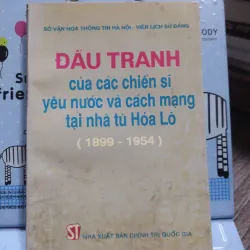 SỞ VĂN HÓA THÔNG TIN HÀ NỘI - VIỆN LỊCH SỬ ĐẢNG
ĐẤU TRANH
của các chiến sĩ
yêu nước và cách mạng
tại nhà tù Hỏa Lò
(1899 - 1954)
NHÀ XUẤT BẢN CHÍNH TRỊ QUỐC GIA